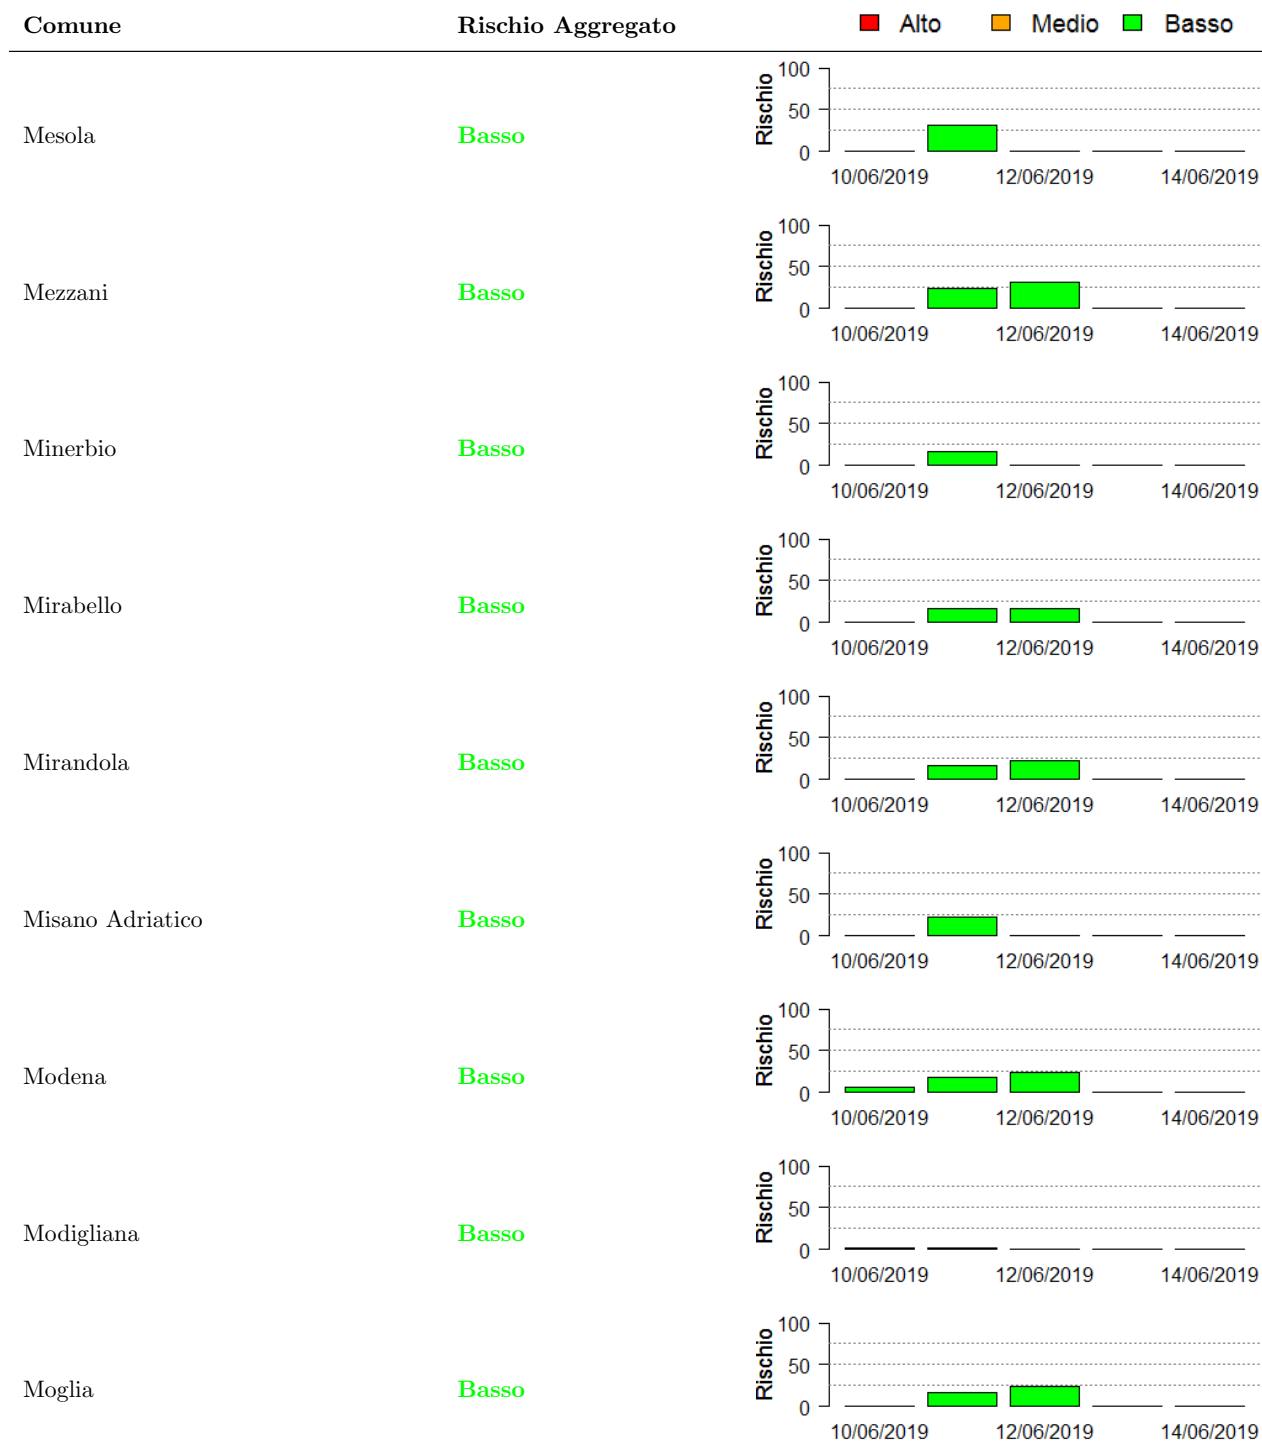 Comune Rischio Aggregato Alto Medio Basso
Mesola Basso Rischio 100 50 0
10/06/2019 12/06/2019 14/06/2019
Mezzani Basso Rischio 100 50 0
10/06/2019 12/06/2019 14/06/2019
Minerbio Basso Rischio 100 50 0
10/06/2019 12/06/2019 14/06/2019
Mirabello Basso Rischio 100 50 0
10/06/2019 12/06/2019 14/06/2019
Mirandola Basso Rischio 100 50 0
10/06/2019 12/06/2019 14/06/2019
Misano Adriatico Basso Rischio 100 50 0
10/06/2019 12/06/2019 14/06/2019
Modena Basso Rischio 100 50 0
10/06/2019 12/06/2019 14/06/2019
Modigliana Basso Rischio 100 50 0
10/06/2019 12/06/2019 14/06/2019
Moglia Basso Rischio 100 50 0
10/06/2019 12/06/2019 14/06/2019